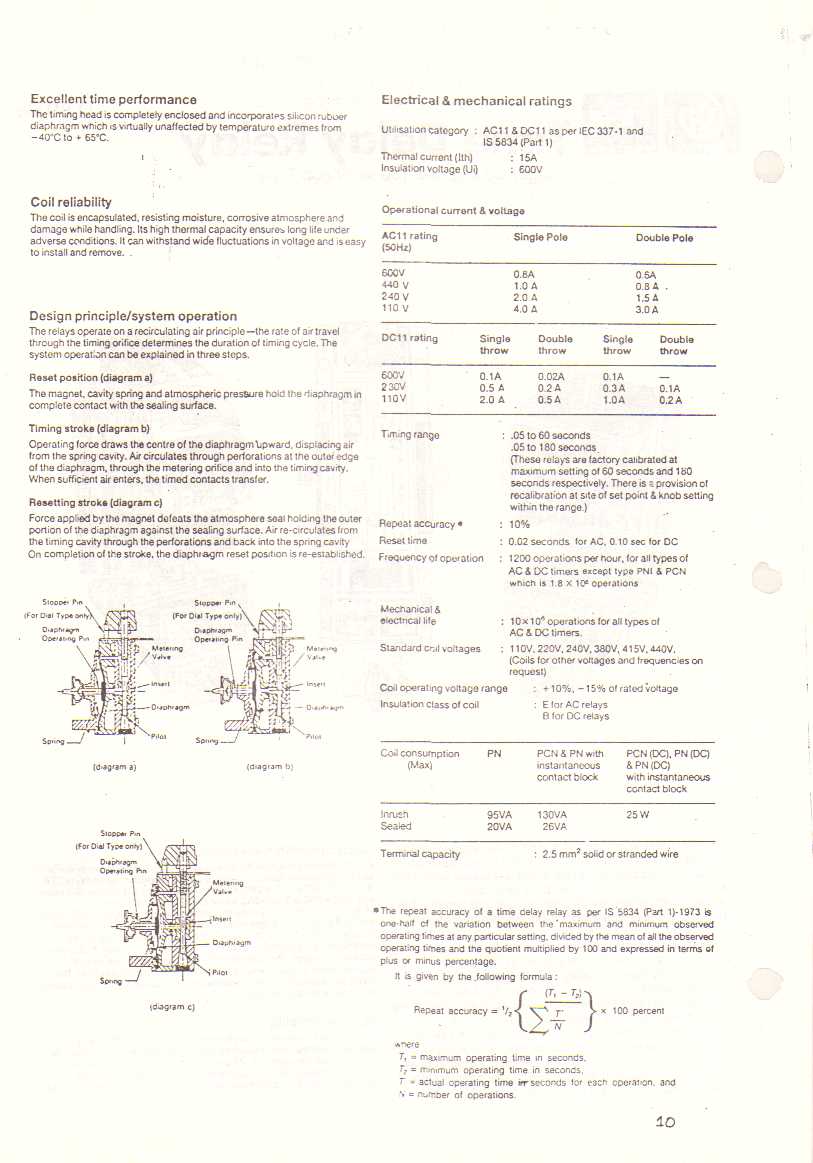 Excellent time performance
The timing head is completely enclosed and incorporates silicon rubber
diaphragm which is virtually unaffected by temperature extremes from
−40°C to + 65°C.
Coil reliability
The coil is encapsulated, resisting moisture, corrosive atmosphere and
damage while handling. Its high thermal capacity ensures long life under
adverse conditions. It can withstand wide fluctuations in voltage and is easy
to install and remove.
Design principle/system operation
The relays operate on a recirculating air principle—the rate of air travel
through the timing orifice determines the duration of timing cycle. The
system operation can be explained in three steps.
Reset position (diagram a)
The magnet, cavity spring and atmospheric pressure hold the diaphragm in
complete contact with the sealing surface.
Timing stroke (diagram b)
Operating force draws the centre of the diaphragm upward, displacing air
from the spring cavity. Air circulates through perforations at the outer edge
of the diaphragm, through the metering orifice and into the timing cavity.
When sufficient air enters, the timed contacts transfer.
Resetting stroke (diagram c)
Force applied by the magnet defeats the atmosphere seal holding the outer
portion of the diaphragm against the sealing surface. Air re-circulates from
the timing cavity through the perforations and back into the spring cavity
On completion of the stroke, the diaphragm reset position is re-established.
Stopper Pin
(For Dial Type only)
Diaphragm
Operating Pin
Metering
Valve
Insert
Diaphragm
Pilot
Spring
(diagram a)
Stopper Pin
(For Dial Type only)
Diaphragm
Operating Pin
Metering
Valve
Insert
Diaphragm
Pilot
Spring
(diagram b)
Stopper Pin
(For Dial Type only)
Diaphragm
Operating Pin
Metering
Valve
Insert
Diaphragm
Pilot
Spring
(diagram c)
Electrical & mechanical ratings
Utilisation category : AC11 & DC11 as per IEC 337-1 and
IS 5834 (Part 1)
Thermal current (Ith) : 15A
Insulation voltage (Ui) : 600V
Operational current & voltage
AC11 rating Single Pole Double Pole
(50Hz)
600V 0.8A 0.6A
440 V 1.0 A 0.8 A
240 V 2.0 A 1.5 A
110 V 4.0 A 3.0 A
DC11 rating Single Double Single Double
throw throw throw throw
600V 0.1A 0.02A 0.1A —
230V 0.5 A 0.2 A 0.3 A 0.1A
110V 2.0 A 0.5 A 1.0A 0.2 A
Timing range : .05 to 60 seconds
.05 to 180 seconds
(These relays are factory calibrated at
maximum setting of 60 seconds and 180
seconds respectively. There is a provision of
recalibration at site of set point & knob setting
within the range.)
Repeat accuracy * : 10%
Reset time : 0.02 seconds for AC, 0.10 sec for DC
Frequency of operation : 1200 operations per hour, for all types of
AC & DC timers except type PNI & PCN
which is 1.8 X 10⁶ operations
Mechanical &
electrical life : 10x10⁶ operations for all types of
AC & DC timers.
Standard coil voltages : 110V, 220V, 240V, 380V, 415V, 440V.
(Coils for other voltages and frequencies on
request)
Coil operating voltage range : +10%, −15% of rated voltage
Insulation class of coil : E for AC relays
B for DC relays
Coil consumption PN PCN & PN with PCN (DC), PN (DC)
(Max) instantaneous & PN (DC)
contact block with instantaneous
contact block
Inrush 95VA 130VA 25 W
Sealed 20VA 26VA
Terminal capacity : 2.5 mm² solid or stranded wire
*The repeat accuracy of a time delay relay as per IS 5834 (Part 1)-1973 is
one-half of the variation between the maximum and minimum observed
operating times at any particular setting, divided by the mean of all the observed
operating times and the quotient multiplied by 100 and expressed in terms of
plus or minus percentage.
It is given by the following formula :
Repeat accuracy = ½ { (T₁ − T₂) / ∑ T/N } x 100 percent
where
T₁ = maximum operating time in seconds,
T₂ = minimum operating time in seconds,
T = actual operating time in seconds for each operation, and
N = number of operations.
10